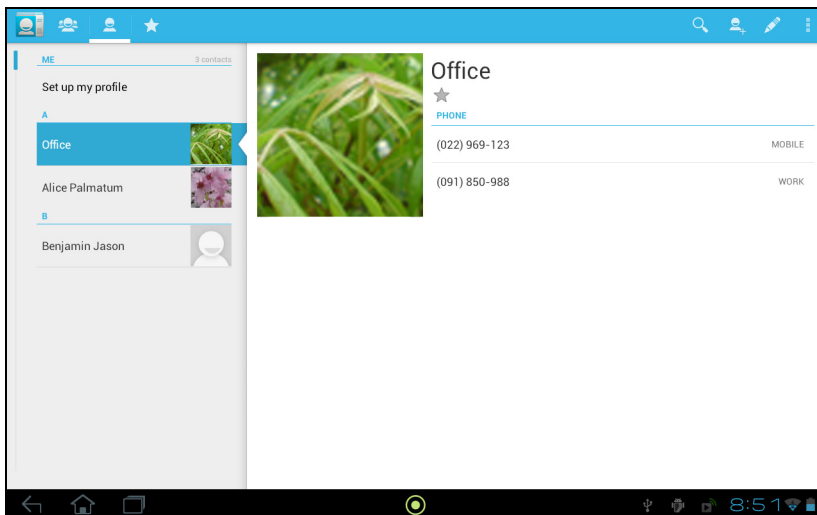 ME 3 contacts
Set up my profile
A
Office
Alice Palmatum
B
Benjamin Jason
Office
PHONE
(022) 969-123 MOBILE
(091) 850-988 WORK
8:51